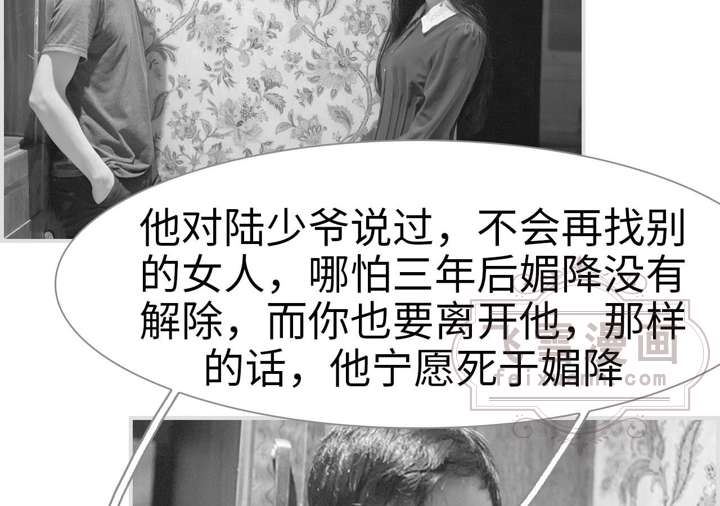 他对陆少爷说过，不会再找别
的女人，哪怕三年后媚降没有
解除，而你也要离开他，那样
的话，他宁愿死于媚降